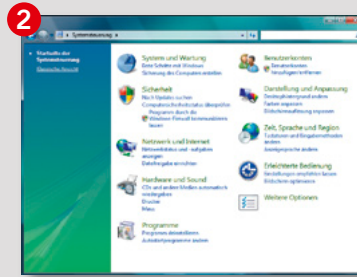 2
Systemsteuerung
Startseite der
Systemsteuerung
Klassische Ansicht
System und Wartung
Erste Schritte mit Windows
Sicherung des Computers erstellen
Sicherheit
Nach Updates suchen
Computersicherheitsstatus überprüfen
Programm durch die
Windows-Firewall kommunizieren
lassen
Netzwerk und Internet
Netzwerkstatus und -aufgaben
anzeigen
Dateifreigabe einrichten
Hardware und Sound
CDs und andere Medien automatisch
wiedergeben
Drucker
Maus
Programme
Programm deinstallieren
Autostartprogramme ändern
Benutzerkonten
Benutzerkonten
hinzufügen/entfernen
Darstellung und Anpassung
Desktophintergrund ändern
Farben anpassen
Bildschirmauflösung anpassen
Zeit, Sprache und Region
Tastaturen und Eingabemethoden
ändern
Anzeigesprache ändern
Erleichterte Bedienung
Einstellungen empfehlen lassen
Bildschirm optimieren
Weitere Optionen